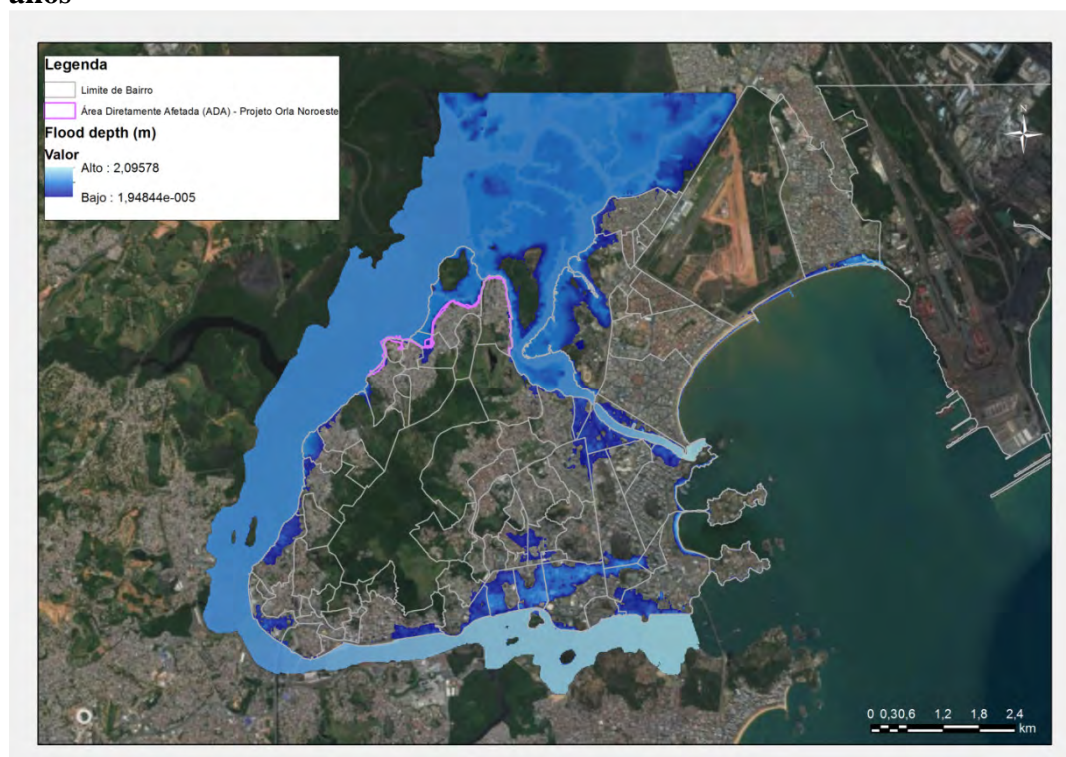 años
Legenda
Limite de Bairro
Área Diretamente Afetada (ADA) - Projeto Orla Noroeste
Flood depth (m)
Valor
Alto : 2,09578
Bajo : 1,94844e-005
N
0 0,30,6 1,2 1,8 2,4
km